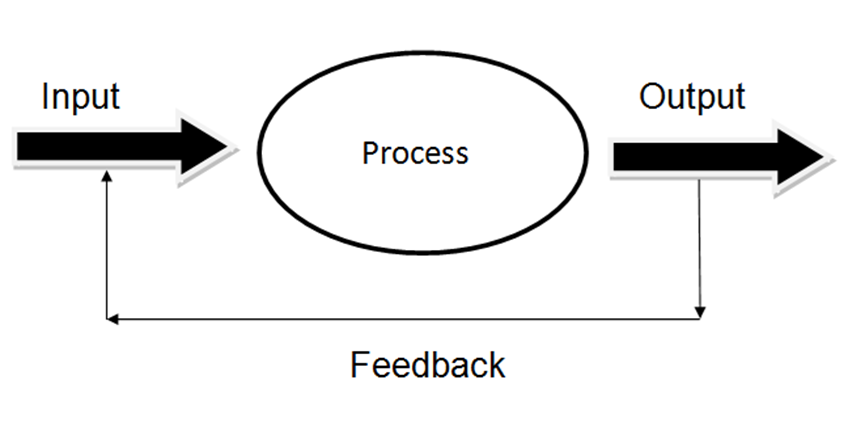 Input
Output
Process
Feedback